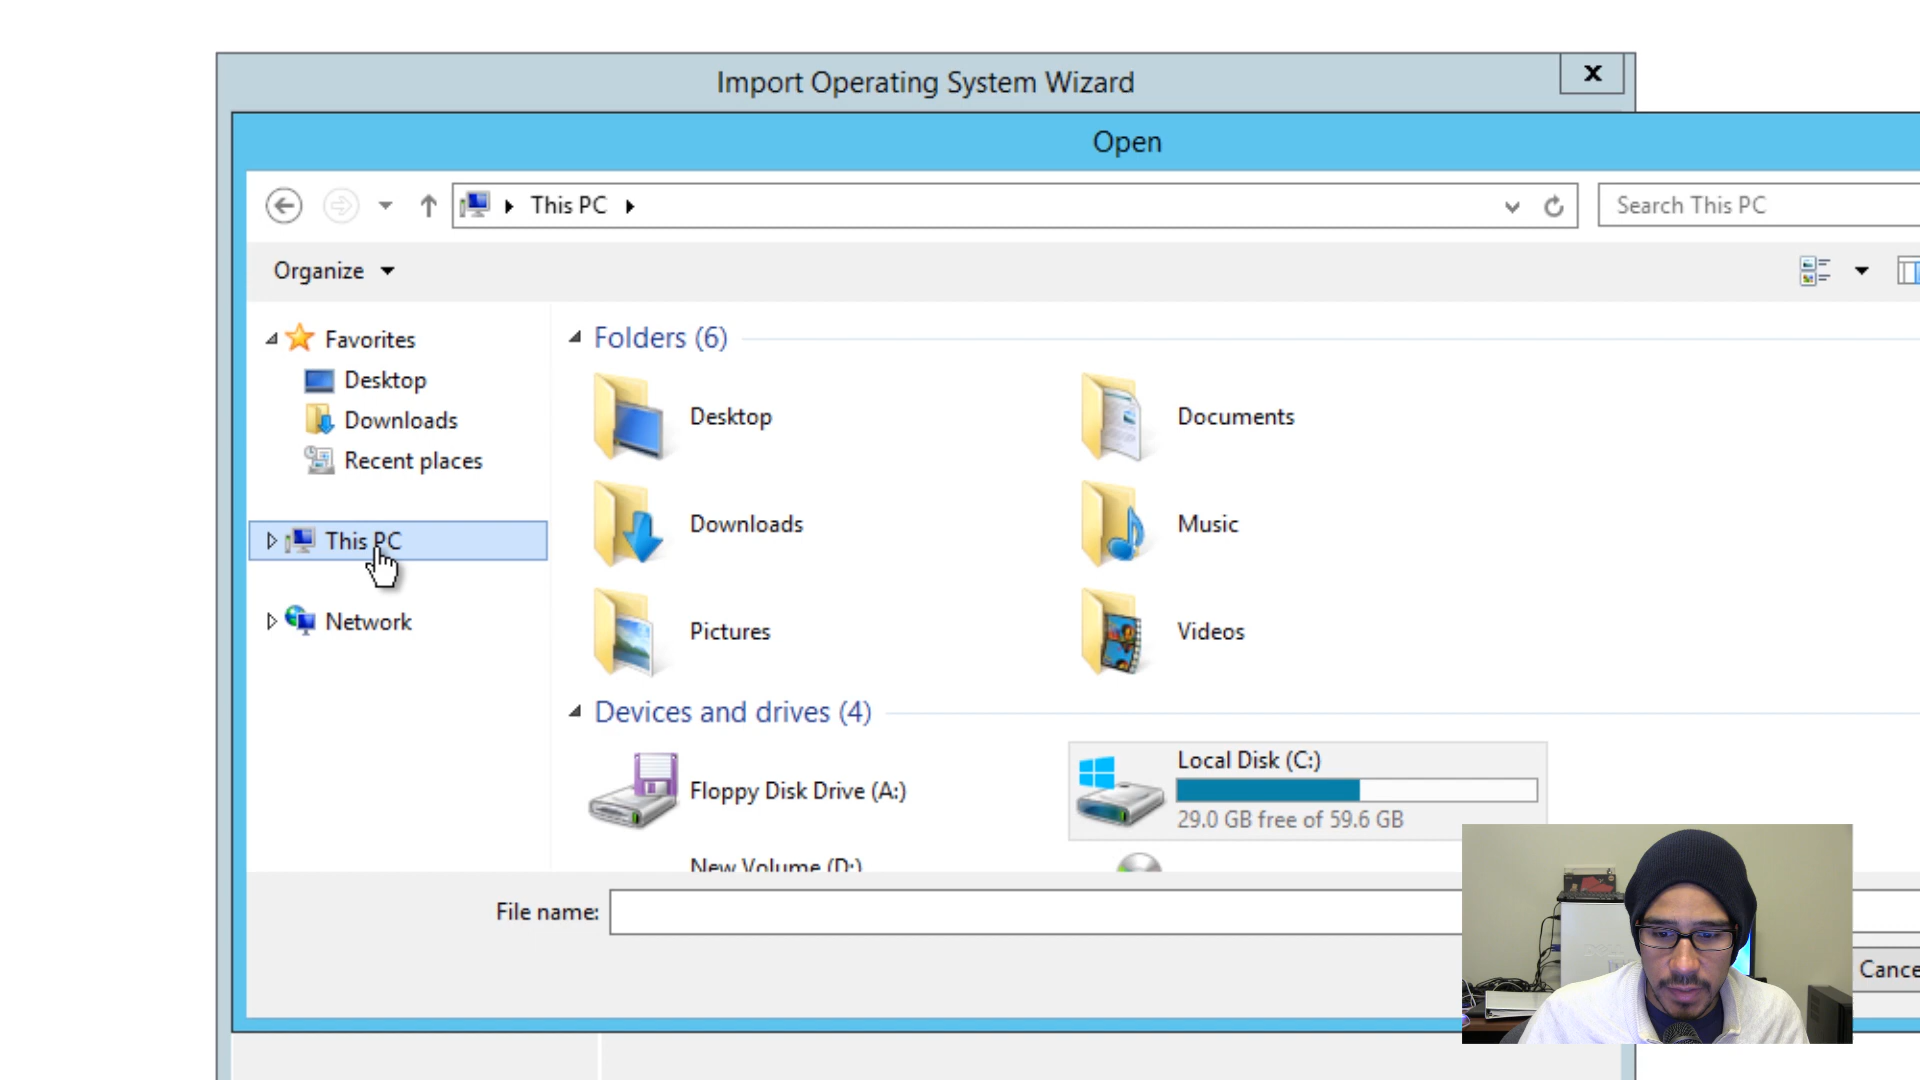 Import Operating System Wizard
x
Open
This PC
Search This PC
Organize
Favorites
Desktop
Downloads
Recent places
This PC
Network
Folders (6)
Desktop
Documents
Downloads
Music
Pictures
Videos
Devices and drives (4)
Floppy Disk Drive (A:)
Local Disk (C:)
29.0 GB free of 59.6 GB
New Volume (D:)
File name:
Cance